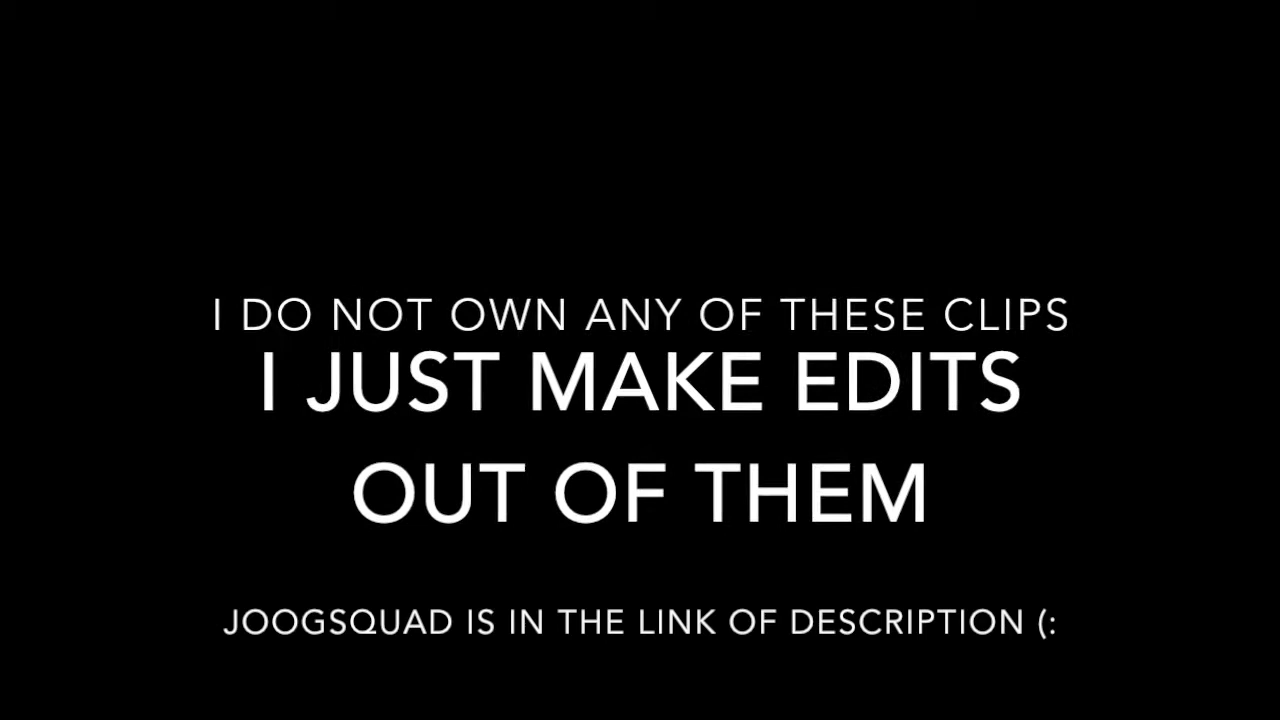 I DO NOT OWN ANY OF THESE CLIPS
I JUST MAKE EDITS
OUT OF THEM
JOOGSQUAD IS IN THE LINK OF DESCRIPTION (: